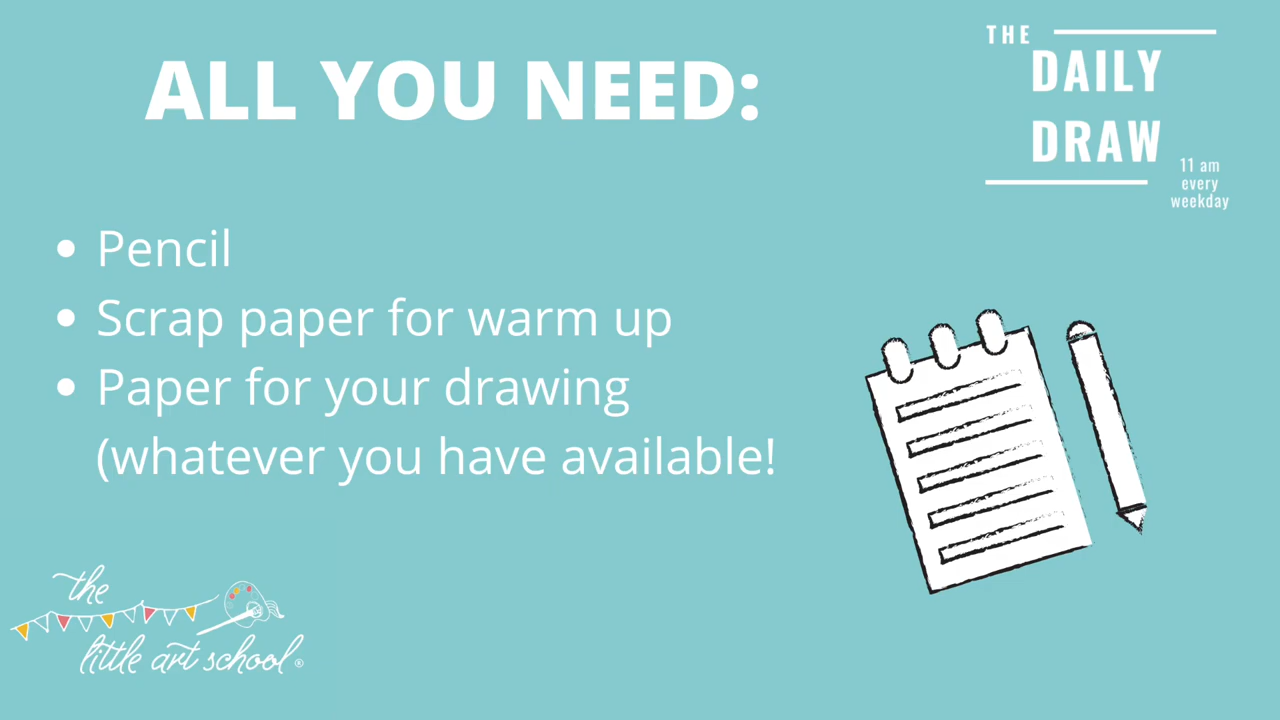 ALL YOU NEED:
THE
DAILY
DRAW
11 am
every
weekday
• Pencil
• Scrap paper for warm up
• Paper for your drawing
(whatever you have available!
the
little art school®